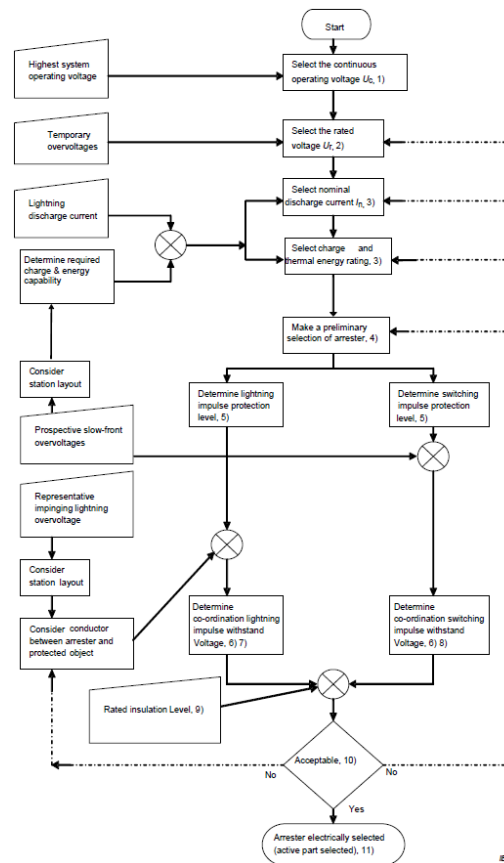 Start
Highest system
operating voltage
Select the continuous
operating voltage Uc, 1)
Temporary
overvoltages
Select the rated
voltage Ur, 2)
Lightning
discharge current
Select nominal
discharge current In, 3)
Determine required
charge & energy
capability
Select charge and
thermal energy rating, 3)
Make a preliminary
selection of arrester, 4)
Consider
station layout
Determine lightning
impulse protection
level, 5)
Determine switching
impulse protection
level, 5)
Prospective slow-front
overvoltages
Representative
impinging lightning
overvoltage
Consider
station layout
Consider conductor
between arrester and
protected object
Determine
co-ordination lightning
impulse withstand
Voltage, 6) 7)
Determine
co-ordination switching
impulse withstand
Voltage, 6) 8)
Rated insulation Level, 9)
Acceptable, 10)
No
No
Yes
Arrester electrically selected
(active part selected), 11)